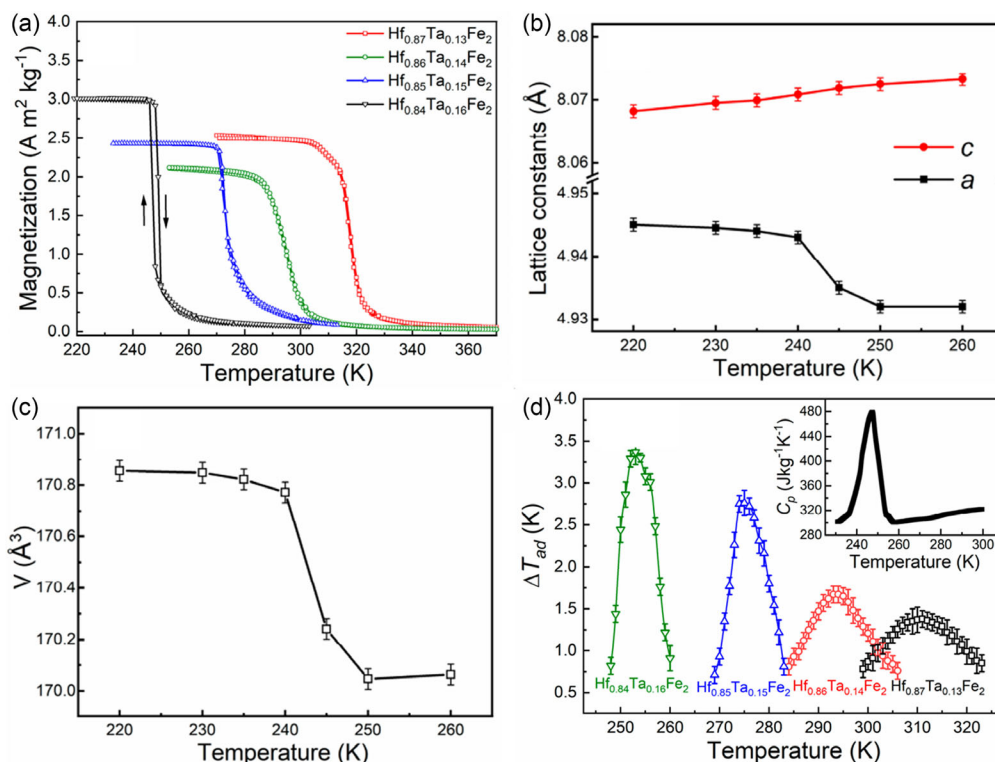 (a)
Magnetization (A m² kg⁻¹)
4.0
3.5
3.0
2.5
2.0
1.5
1.0
0.5
0.0
Hf₀.₈₇Ta₀.₁₃Fe₂
Hf₀.₈₆Ta₀.₁₄Fe₂
Hf₀.₈₅Ta₀.₁₅Fe₂
Hf₀.₈₄Ta₀.₁₆Fe₂
220 240 260 280 300 320 340 360
Temperature (K)
(b)
Lattice constants (Å)
8.08
8.07
8.06
4.95
4.94
4.93
c
a
220 230 240 250 260
Temperature (K)
(c)
V (Å³)
171.0
170.8
170.6
170.4
170.2
170.0
220 230 240 250 260
Temperature (K)
(d)
ΔTad (K)
4.0
3.5
3.0
2.5
2.0
1.5
1.0
0.5
Cp (Jkg⁻¹K⁻¹)
480
400
360
320
280
240 260 280 300
Temperature (K)
Hf₀.₈₄Ta₀.₁₆Fe₂
Hf₀.₈₅Ta₀.₁₅Fe₂
Hf₀.₈₆Ta₀.₁₄Fe₂
Hf₀.₈₇Ta₀.₁₃Fe₂
250 260 270 280 290 300 310 320
Temperature (K)